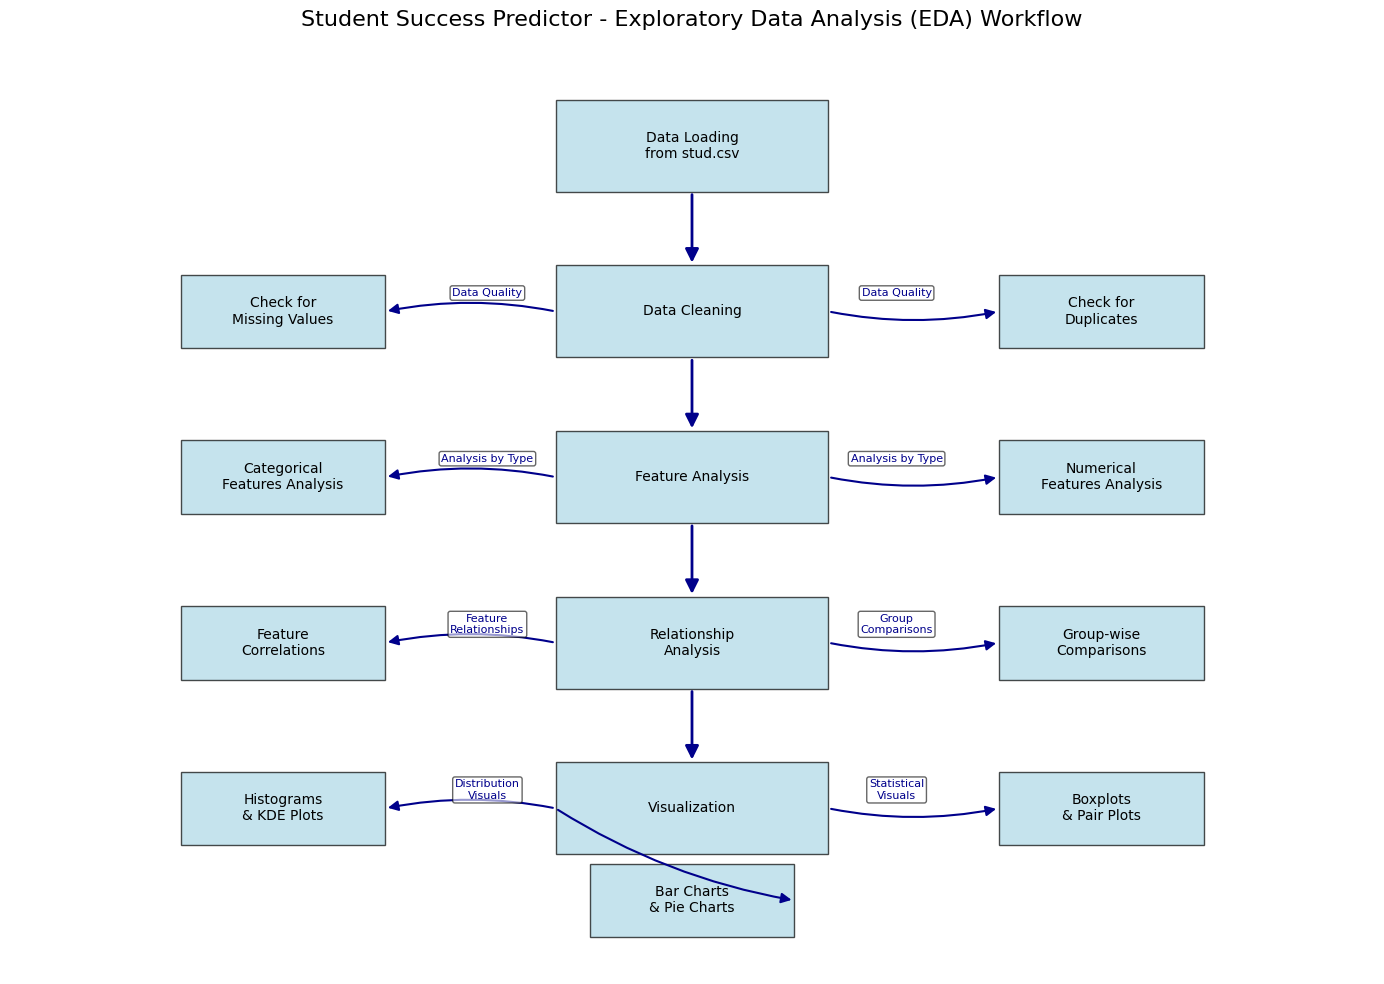 Student Success Predictor - Exploratory Data Analysis (EDA) Workflow
Data Loading
from stud.csv
Check for
Missing Values
Data Quality
Data Cleaning
Data Quality
Check for
Duplicates
Categorical
Features Analysis
Analysis by Type
Feature Analysis
Analysis by Type
Numerical
Features Analysis
Feature
Correlations
Feature
Relationships
Relationship
Analysis
Group
Comparisons
Group-wise
Comparisons
Histograms
& KDE Plots
Distribution
Visuals
Visualization
Statistical
Visuals
Boxplots
& Pair Plots
Bar Charts
& Pie Charts